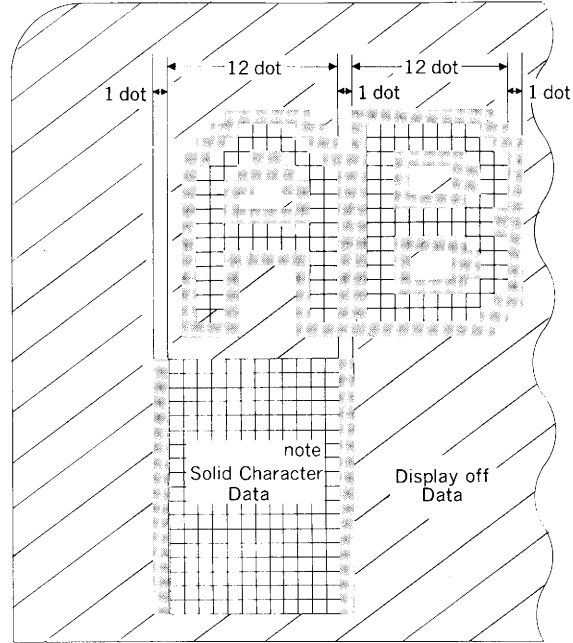 12 dot 12 dot
1 dot 1 dot 1 dot
note
Solid Character
Data
Display off
Data